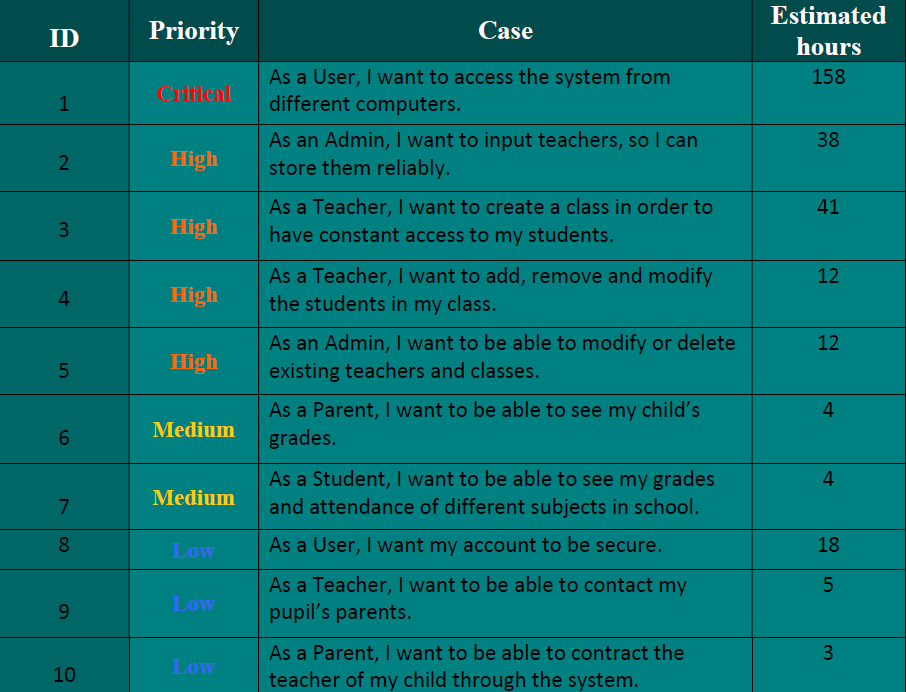 ID Priority Case Estimated
hours
1 Critical As a User, I want to access the system from 158
different computers.
2 High As an Admin, I want to input teachers, so I can 38
store them reliably.
3 High As a Teacher, I want to create a class in order to 41
have constant access to my students.
4 High As a Teacher, I want to add, remove and modify 12
the students in my class.
5 High As an Admin, I want to be able to modify or delete 12
existing teachers and classes.
6 Medium As a Parent, I want to be able to see my child’s 4
grades.
7 Medium As a Student, I want to be able to see my grades 4
and attendance of different subjects in school.
8 Low As a User, I want my account to be secure. 18
9 Low As a Teacher, I want to be able to contact my 5
pupil’s parents.
10 Low As a Parent, I want to be able to contract the 3
teacher of my child through the system.